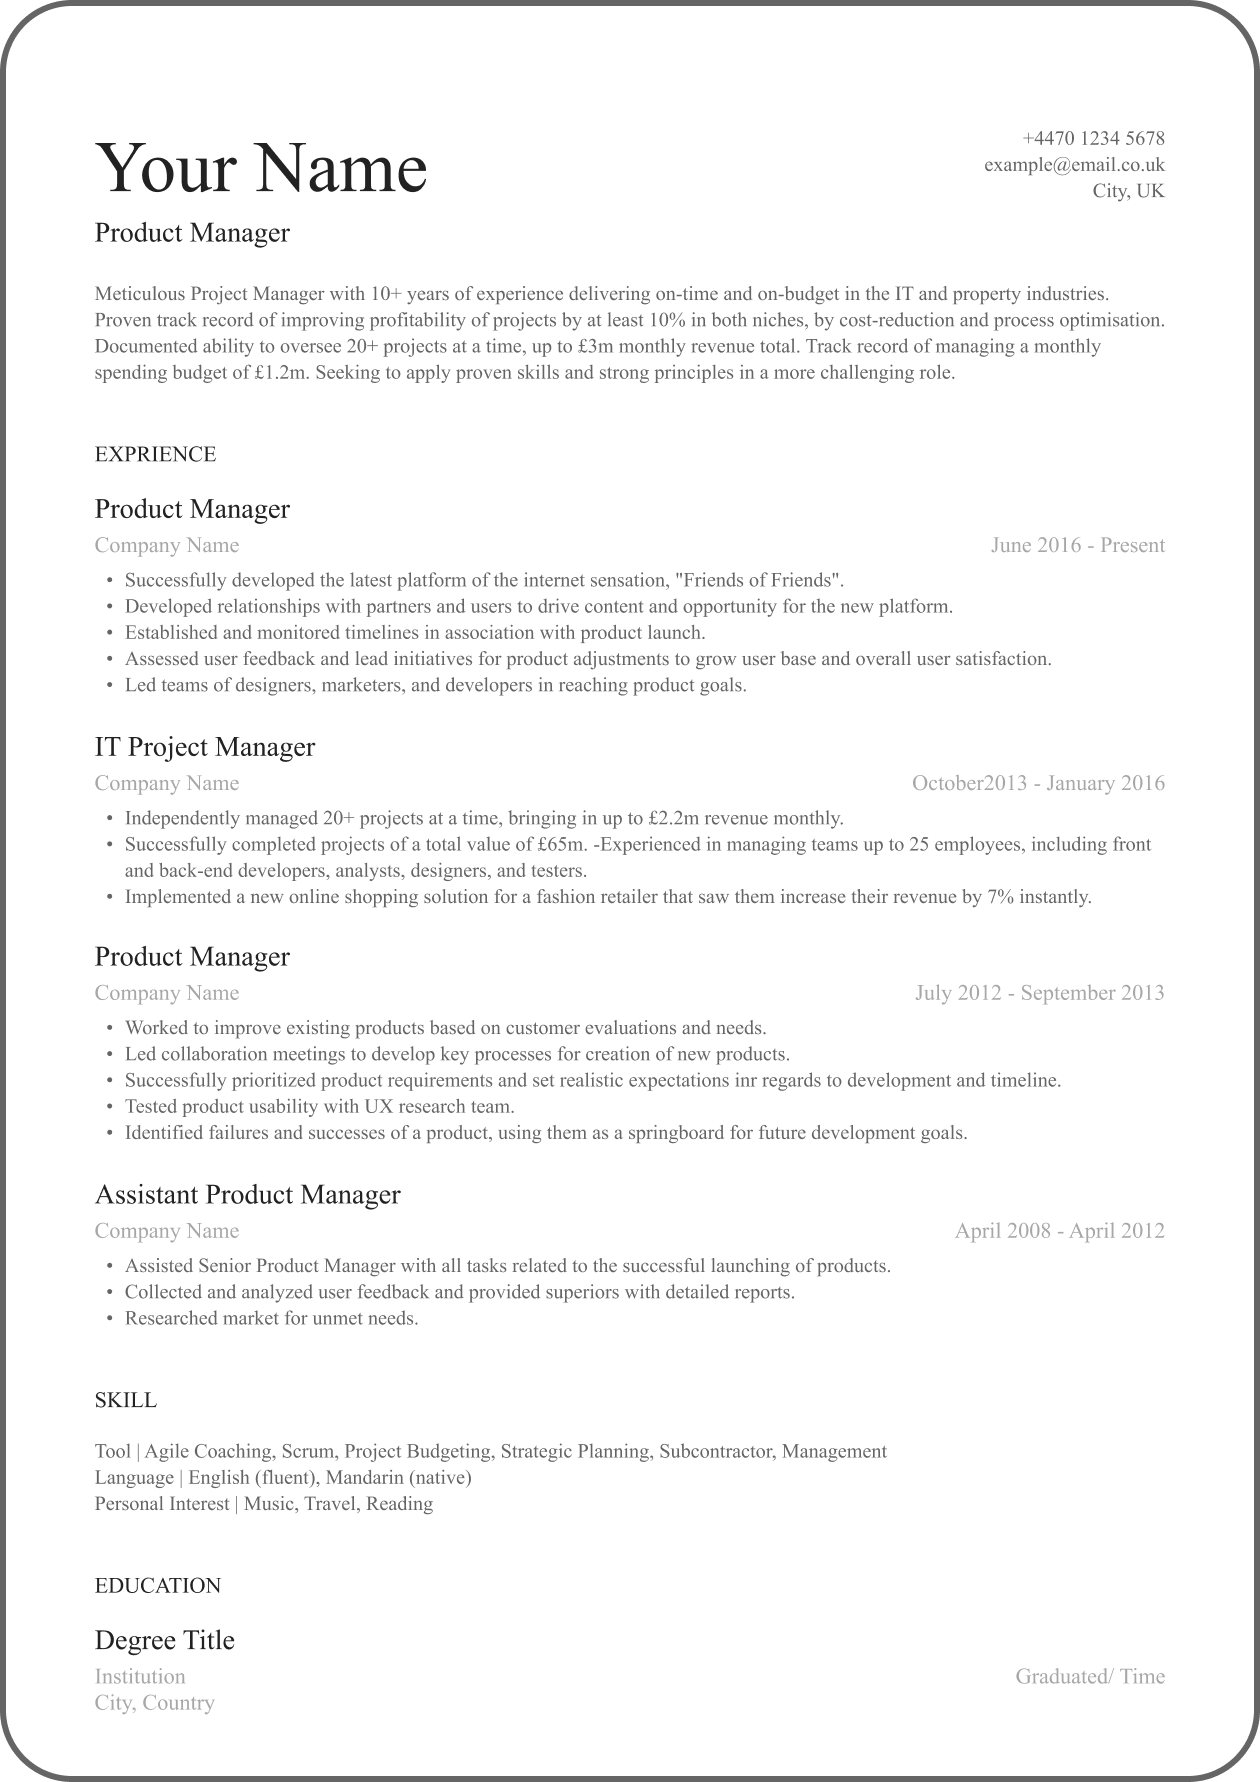 Your Name
Product Manager
+4470 1234 5678
example@email.co.uk
City, UK
Meticulous Project Manager with 10+ years of experience delivering on-time and on-budget in the IT and property industries.
Proven track record of improving profitability of projects by at least 10% in both niches, by cost-reduction and process optimisation.
Documented ability to oversee 20+ projects at a time, up to £3m monthly revenue total. Track record of managing a monthly
spending budget of £1.2m. Seeking to apply proven skills and strong principles in a more challenging role.
EXPRIENCE
Product Manager
Company Name June 2016 - Present
• Successfully developed the latest platform of the internet sensation, "Friends of Friends".
• Developed relationships with partners and users to drive content and opportunity for the new platform.
• Established and monitored timelines in association with product launch.
• Assessed user feedback and lead initiatives for product adjustments to grow user base and overall user satisfaction.
• Led teams of designers, marketers, and developers in reaching product goals.
IT Project Manager
Company Name October2013 - January 2016
• Independently managed 20+ projects at a time, bringing in up to £2.2m revenue monthly.
• Successfully completed projects of a total value of £65m. -Experienced in managing teams up to 25 employees, including front
and back-end developers, analysts, designers, and testers.
• Implemented a new online shopping solution for a fashion retailer that saw them increase their revenue by 7% instantly.
Product Manager
Company Name July 2012 - September 2013
• Worked to improve existing products based on customer evaluations and needs.
• Led collaboration meetings to develop key processes for creation of new products.
• Successfully prioritized product requirements and set realistic expectations inr regards to development and timeline.
• Tested product usability with UX research team.
• Identified failures and successes of a product, using them as a springboard for future development goals.
Assistant Product Manager
Company Name April 2008 - April 2012
• Assisted Senior Product Manager with all tasks related to the successful launching of products.
• Collected and analyzed user feedback and provided superiors with detailed reports.
• Researched market for unmet needs.
SKILL
Tool | Agile Coaching, Scrum, Project Budgeting, Strategic Planning, Subcontractor, Management
Language | English (fluent), Mandarin (native)
Personal Interest | Music, Travel, Reading
EDUCATION
Degree Title
Institution Graduated/ Time
City, Country